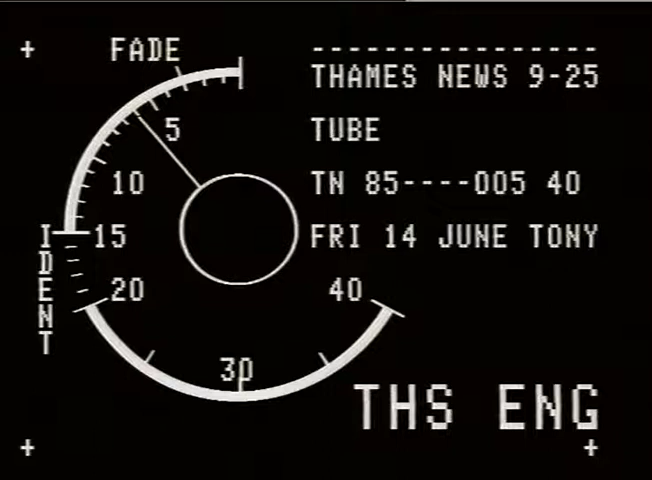 FADE
----------------
THAMES NEWS 9-25
5
TUBE
10
TN 85----005 40
IDENT
15
FRI 14 JUNE TONY
20
40
30
THS ENG